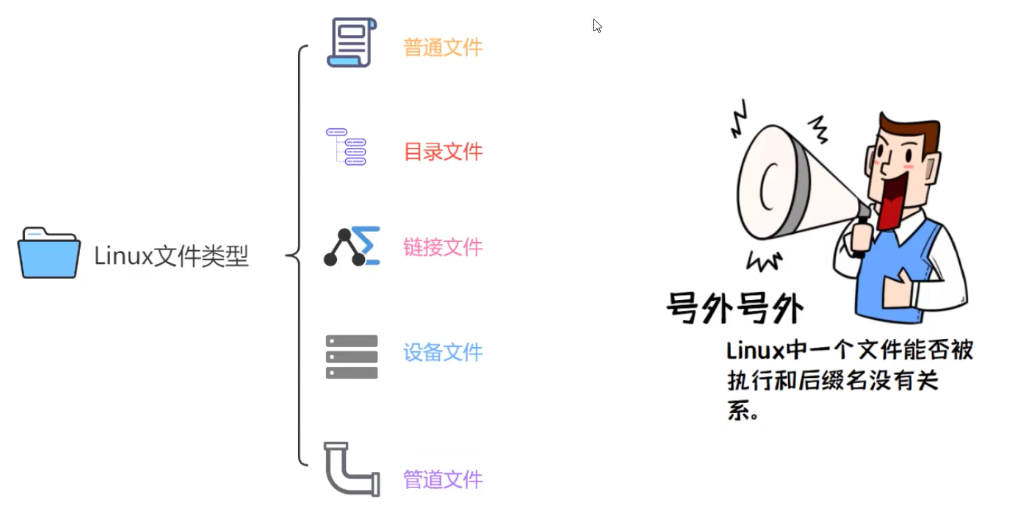 Linux文件类型
普通文件
目录文件
链接文件
设备文件
管道文件
号外号外
Linux中一个文件能否被
执行和后缀名没有关
系。